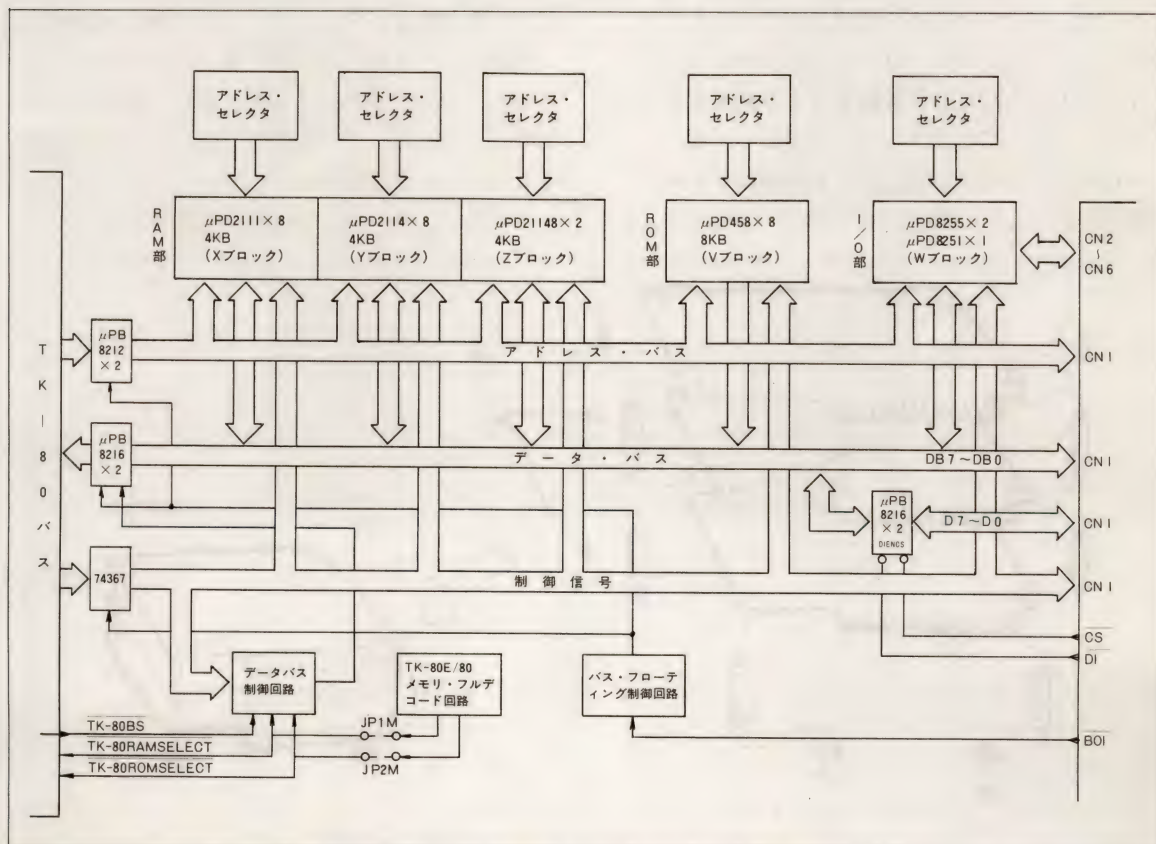 アドレス・
セレクタ
アドレス・
セレクタ
アドレス・
セレクタ
アドレス・
セレクタ
アドレス・
セレクタ
RAM部
μPD2111×8
4KB
(Xブロック)
μPD2114×8
4KB
(Yブロック)
μPD21148×2
4KB
(Zブロック)
ROM部
μPD458×8
8KB
(Vブロック)
I/O部
μPD8255×2
μPD8251×1
(Wブロック)
CN2
~
CN6
TK-80バス
μPB
8212
×2
アドレス・バス
CN1
μPB
8216
×2
データ・バス
DB7~DB0
CN1
μPB
8216
×2
DIENCS
D7~D0
CN1
74367
制御信号
CN1
CS
DI
データバス
制御回路
TK-80E/80
メモリ・フルデ
コード回路
バス・フローテ
ィング制御回路
TK-80BS
JP1M
TK-80RAMSELECT
BOI
JP2M
TK-80ROMSELECT